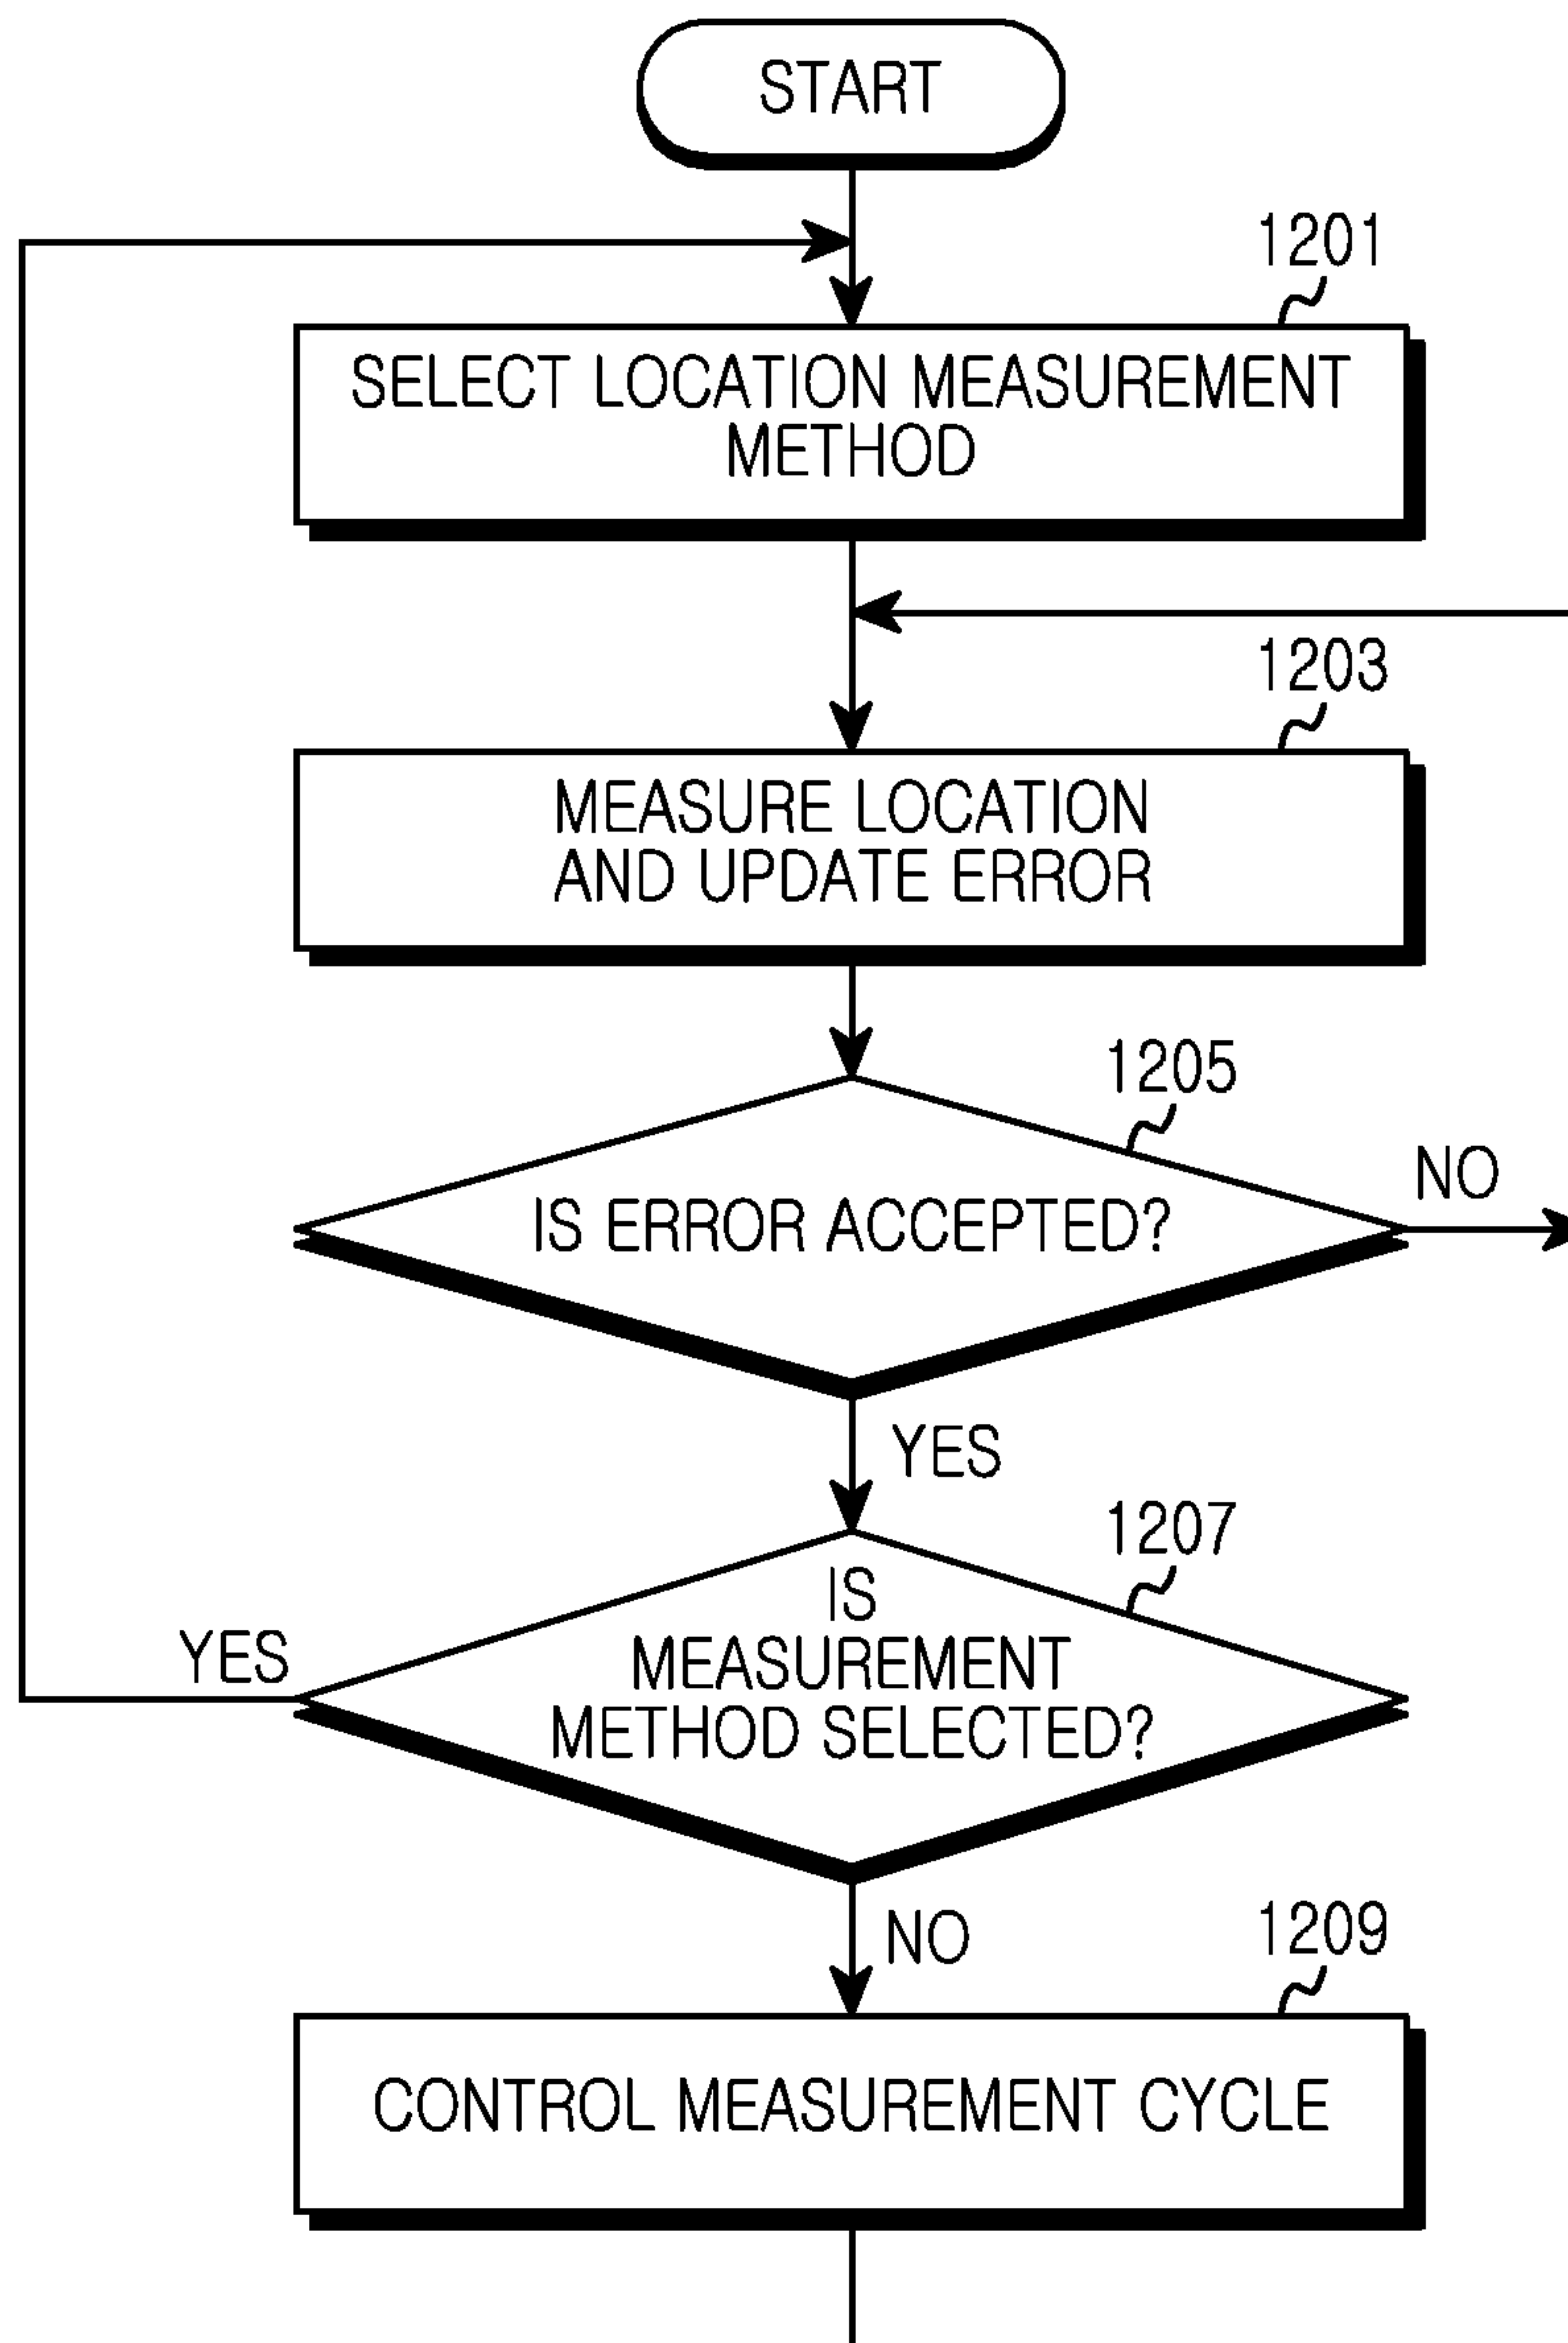 START
1201
SELECT LOCATION MEASUREMENT
METHOD
1203
MEASURE LOCATION
AND UPDATE ERROR
1205
IS ERROR ACCEPTED?
NO
YES
1207
IS
MEASUREMENT
METHOD SELECTED?
YES
NO
1209
CONTROL MEASUREMENT CYCLE